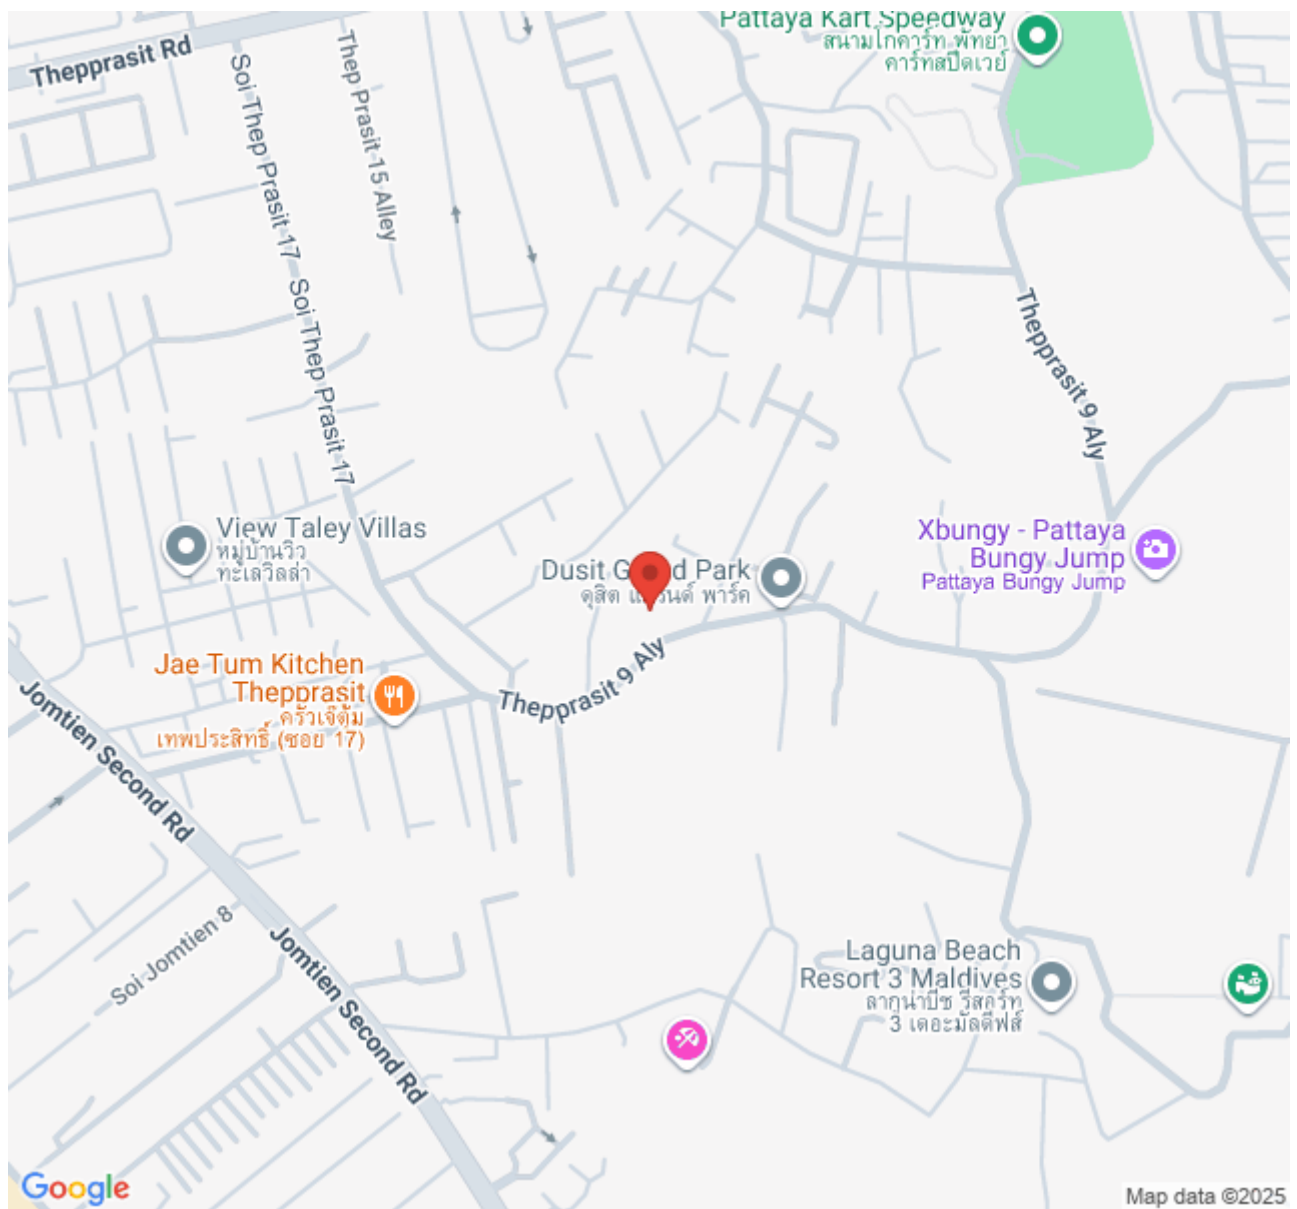 Pattaya Kart Speedway
สนามโกคาร์ท พัทยา
คาร์ทสปีดเวย์
Thepprasit Rd
Soi Thep Prasit 17
Thep Prasit 15 Alley
Soi Thep Prasit 17
Thepprasit 9 Aly
View Taley Villas
หมู่บ้านวิว
ทะเลวิลล่า
Xbungy - Pattaya
Bungy Jump
Pattaya Bungy Jump
Dusit Park
ดุสิต พาร์ค
Jae Tum Kitchen
Thepprasit
ครัวเจ๊ตุ้ม
เทพประสิทธิ์ (ซอย 17)
Thepprasit 9 Aly
Jomtien Second Rd
Soi Jomtien 8
Jomtien Second Rd
Laguna Beach
Resort 3 Maldives
ลากูน่าบีช รีสอร์ท
3 เดอะมัลดีฟส์
Google
Map data ©2025